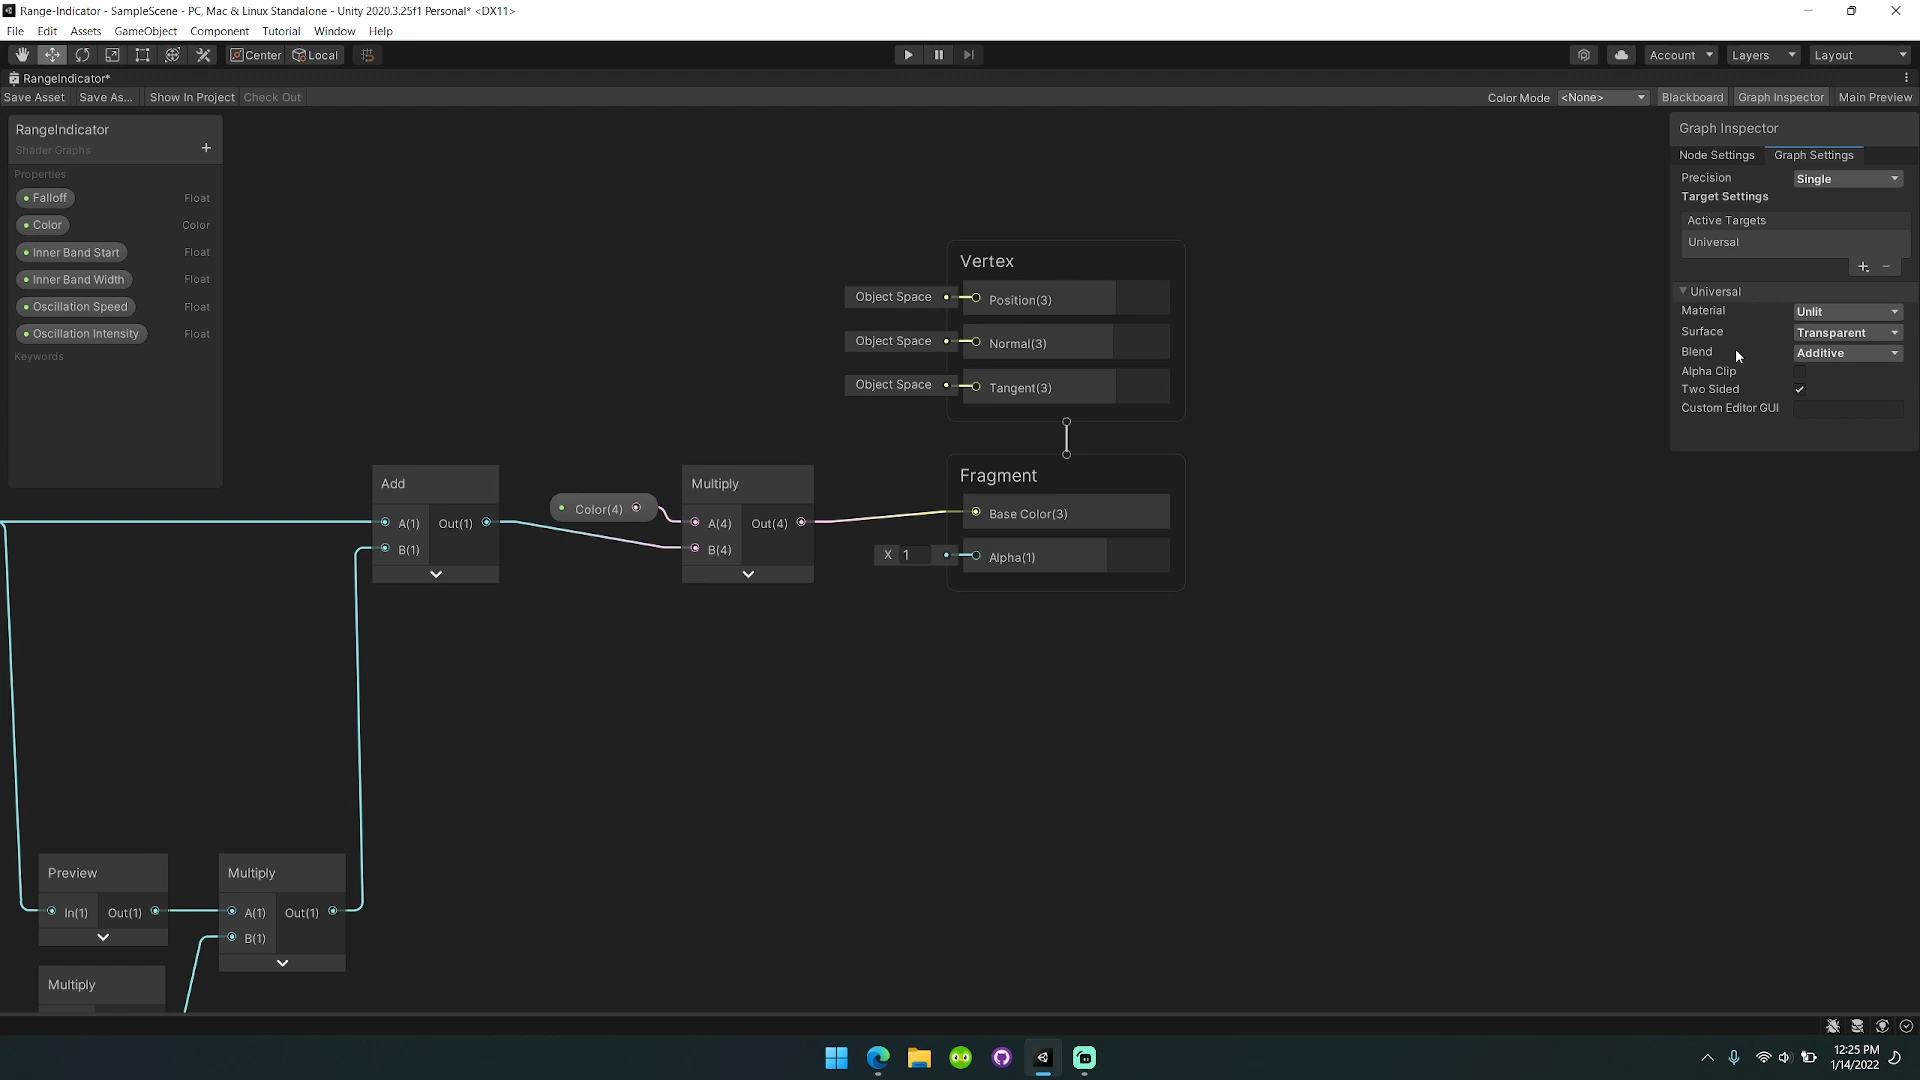 Range-Indicator - SampleScene - PC, Mac & Linux Standalone - Unity 2020.3.25f1 Personal* <DX11>
File Edit Assets GameObject Component Tutorial Window Help
Center Local Account Layers Layout
RangeIndicator*
Save Asset Save As... Show In Project Check Out Color Mode <None> Blackboard Graph Inspector Main Preview
RangeIndicator
Shader Graphs
+
Properties
Falloff Float
Color Color
Inner Band Start Float
Inner Band Width Float
Oscillation Speed Float
Oscillation Intensity Float
Keywords
Graph Inspector
Node Settings Graph Settings
Precision Single
Target Settings
Active Targets
Universal
+ -
Universal
Material Unlit
Surface Transparent
Blend Additive
Alpha Clip
Two Sided
Custom Editor GUI
Vertex
Object Space Position(3)
Object Space Normal(3)
Object Space Tangent(3)
Fragment
Base Color(3)
X 1 Alpha(1)
Add
A(1) Out(1)
B(1)
Color(4)
Multiply
A(4) Out(4)
B(4)
Preview
In(1) Out(1)
Multiply
A(1) Out(1)
B(1)
Multiply
12:25 PM
1/14/2022